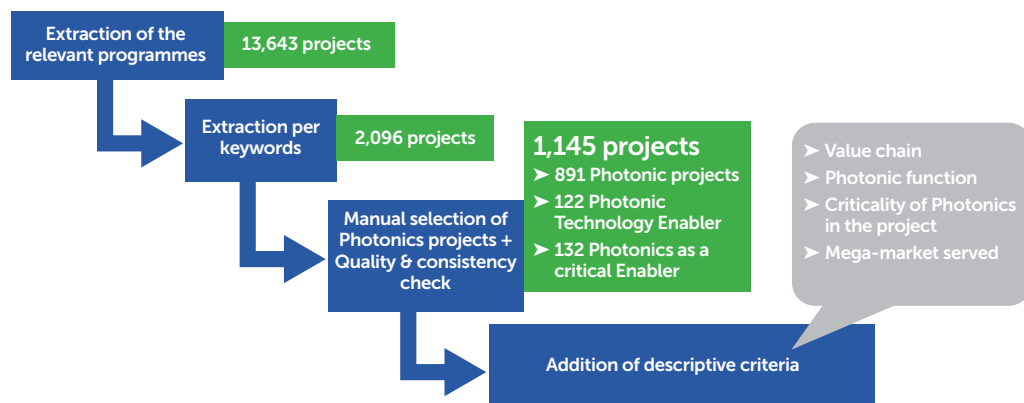 Extraction of the
relevant programmes
13,643 projects
Extraction per
keywords
2,096 projects
Manual selection of
Photonics projects +
Quality & consistency
check
1,145 projects
➤ 891 Photonic projects
➤ 122 Photonic
Technology Enabler
➤ 132 Photonics as a
critical Enabler
➤ Value chain
➤ Photonic function
➤ Criticality of Photonics
in the project
➤ Mega-market served
Addition of descriptive criteria